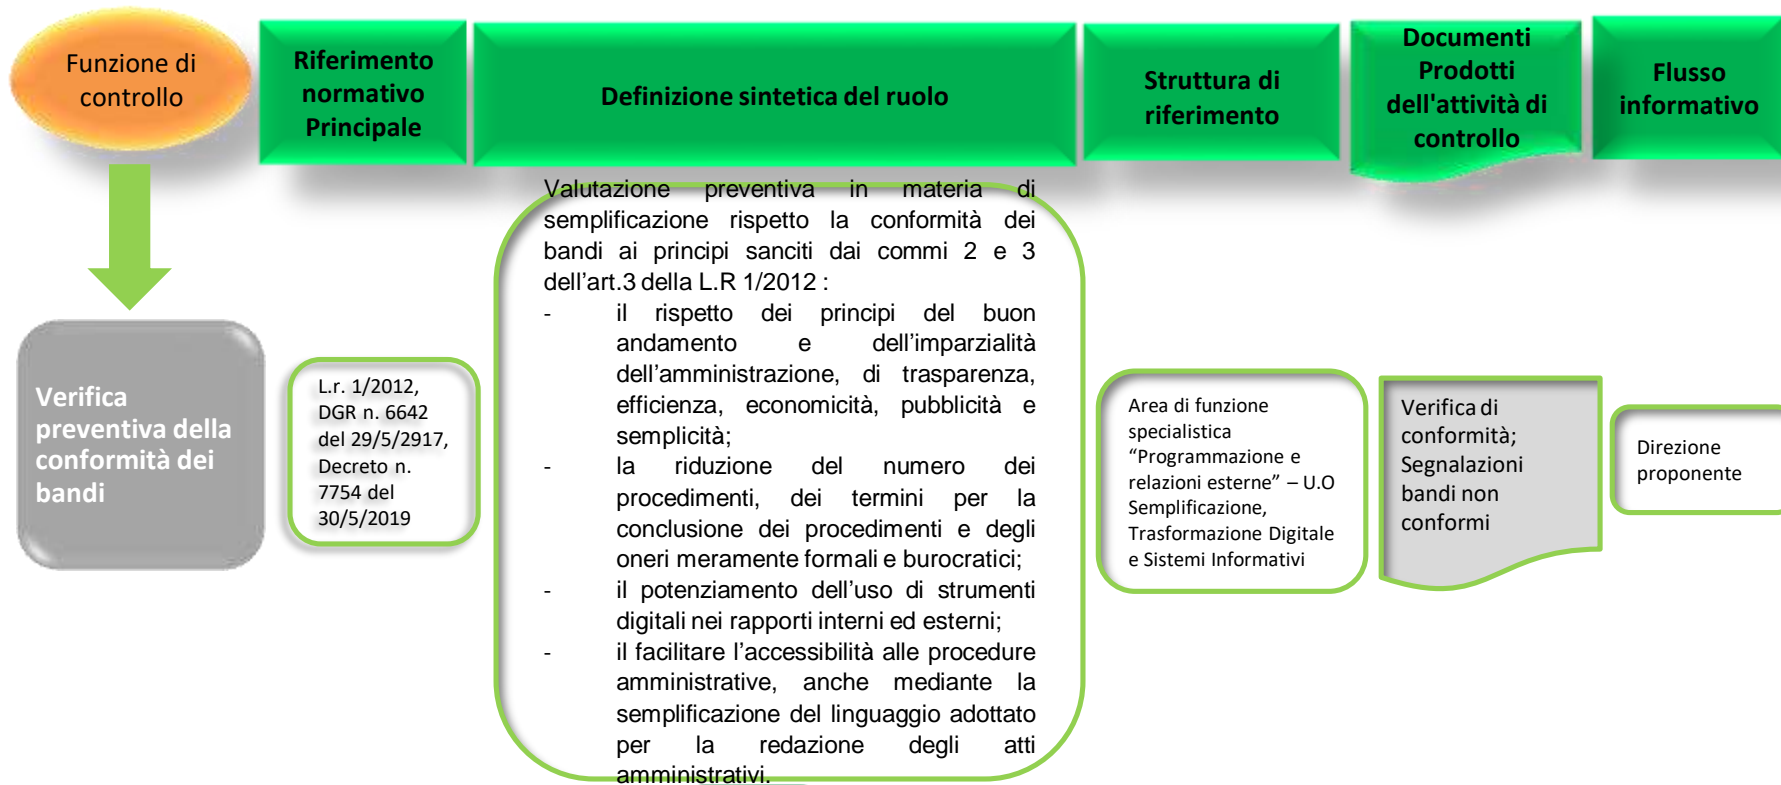 Funzione di
controllo
Riferimento
normativo
Principale
Definizione sintetica del ruolo
Struttura di
riferimento
Documenti
Prodotti
dell'attività di
controllo
Flusso
informativo
Verifica
preventiva della
conformità dei
bandi
L.r. 1/2012,
DGR n. 6642
del 29/5/2917,
Decreto n.
7754 del
30/5/2019
Valutazione preventiva in materia di
semplificazione rispetto la conformità dei
bandi ai principi sanciti dai commi 2 e 3
dell’art.3 della L.R 1/2012 :
- il rispetto dei principi del buon
andamento e dell’imparzialità
dell’amministrazione, di trasparenza,
efficienza, economicità, pubblicità e
semplicità;
- la riduzione del numero dei
procedimenti, dei termini per la
conclusione dei procedimenti e degli
oneri meramente formali e burocratici;
- il potenziamento dell’uso di strumenti
digitali nei rapporti interni ed esterni;
- il facilitare l’accessibilità alle procedure
amministrative, anche mediante la
semplificazione del linguaggio adottato
per la redazione degli atti
amministrativi.
Area di funzione
specialistica
“Programmazione e
relazioni esterne” – U.O
Semplificazione,
Trasformazione Digitale
e Sistemi Informativi
Verifica di
conformità;
Segnalazioni
bandi non
conformi
Direzione
proponente